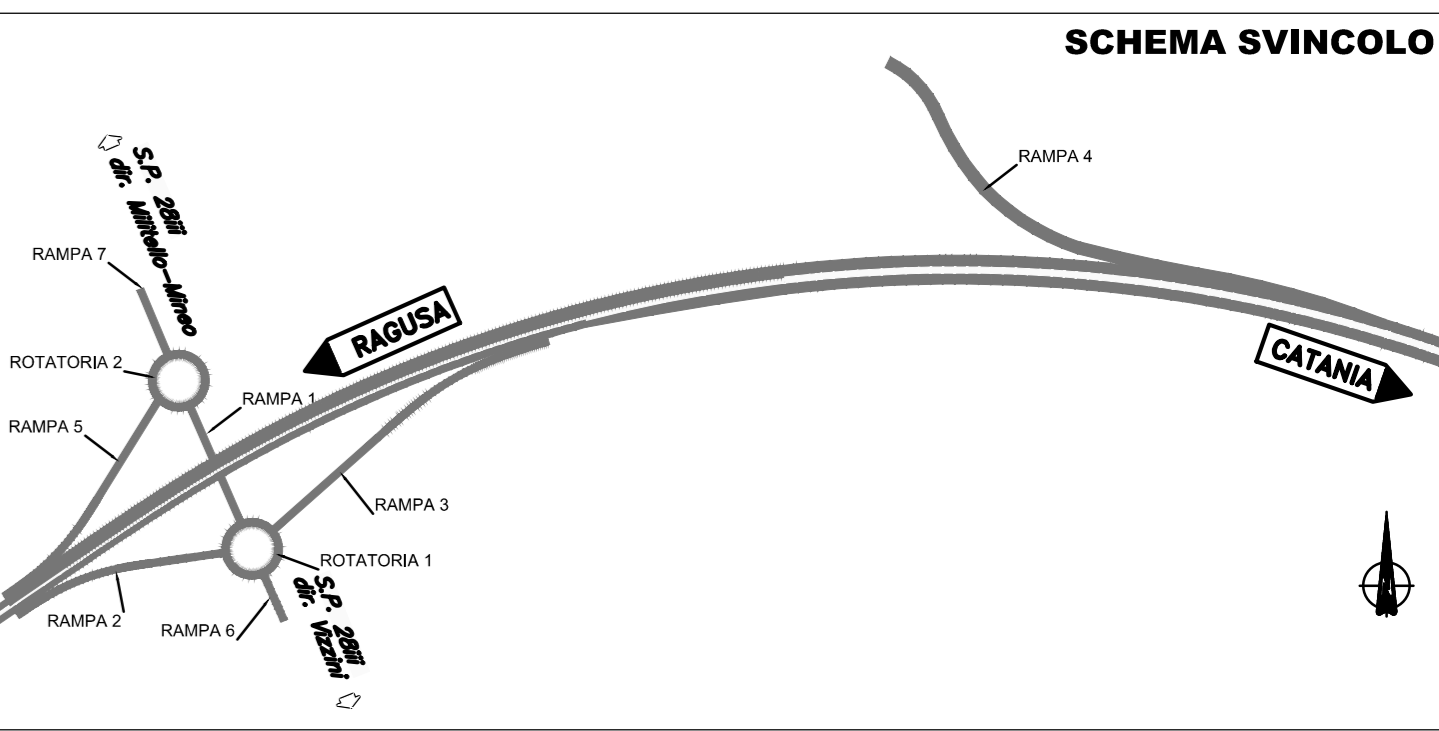 SCHEMA SVINCOLO
RAMPA 4
S.P. 28iii
dir. Militello-Mineo
RAMPA 7
RAGUSA
CATANIA
ROTATORIA 2
RAMPA 1
RAMPA 5
RAMPA 3
ROTATORIA 1
S.P. 28iii
dir. Vizzini
RAMPA 2
RAMPA 6